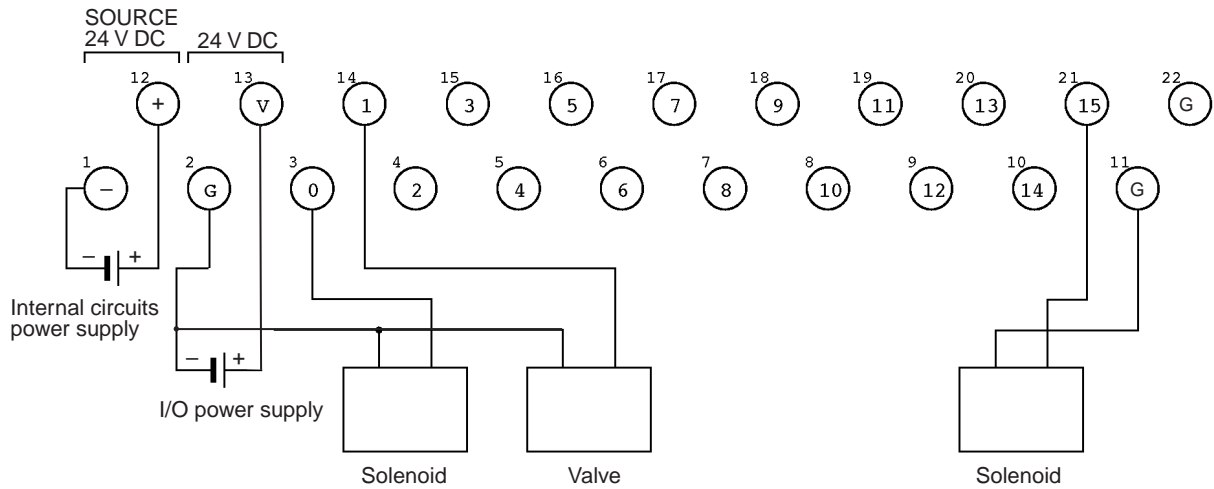 SOURCE
24 V DC 24 V DC
12 13 14 15 16 17 18 19 20 21 22
+ V 1 3 5 7 9 11 13 15 G
1 2 3 4 5 6 7 8 9 10 11
− G 0 2 4 6 8 10 12 14 G
− +
Internal circuits
power supply
− +
I/O power supply
Solenoid Valve Solenoid